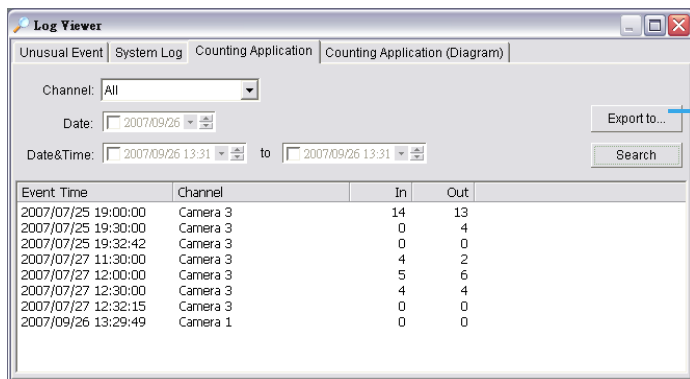 Log Viewer
Unusual Event System Log Counting Application Counting Application (Diagram)
Channel: All
Date: 2007/09/26
Export to...
Date&Time: 2007/09/26 13:31 to 2007/09/26 13:31
Search
Event Time Channel In Out
2007/07/25 19:00:00 Camera 3 14 13
2007/07/25 19:30:00 Camera 3 0 4
2007/07/25 19:32:42 Camera 3 0 0
2007/07/27 11:30:00 Camera 3 4 2
2007/07/27 12:00:00 Camera 3 5 6
2007/07/27 12:30:00 Camera 3 4 4
2007/07/27 12:32:15 Camera 3 0 0
2007/09/26 13:29:49 Camera 1 0 0